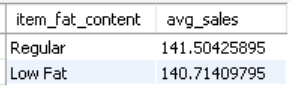 item_fat_content avg_sales
Regular 141.50425895
Low Fat 140.71409795